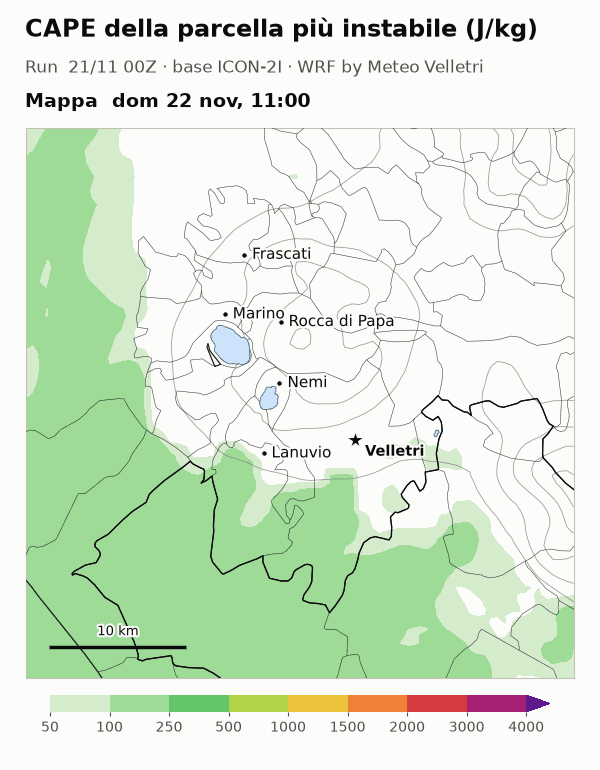 CAPE della parcella più instabile (J/kg)
Run  21/11 00Z · base ICON-2I · WRF by Meteo Velletri
Mappa  dom 22 nov, 11:00
Frascati
Marino
Rocca di Papa
Nemi
Velletri
Lanuvio
10 km
50 100 250 500 1000 1500 2000 3000 4000